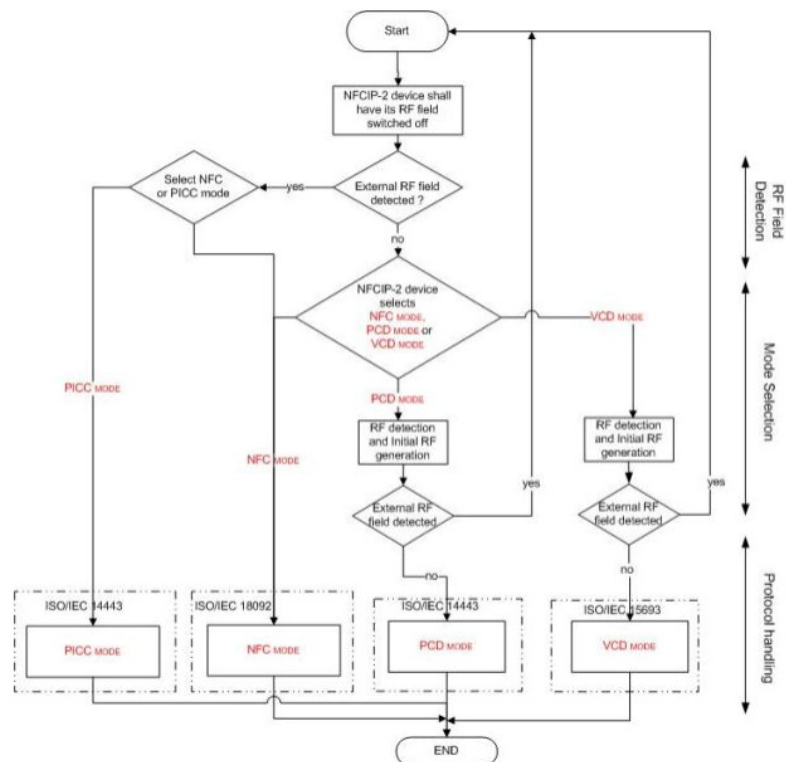 Start
NFCIP-2 device shall
have its RF field
switched off
Select NFC
or PICC mode
yes
External RF field
detected ?
RF Field
Detection
no
NFCIP-2 device
selects
NFC MODE,
PCD MODE or
VCD MODE
VCD MODE
PICC MODE
PCD MODE
Mode Selection
RF detection
and Initial RF
generation
RF detection
and Initial RF
generation
NFC MODE
yes
yes
External RF
field detected
External RF
field detected
no
no
Protocol handling
ISO/IEC 14443
ISO/IEC 18092
ISO/IEC 14443
ISO/IEC 15693
PICC MODE
NFC MODE
PCD MODE
VCD MODE
END